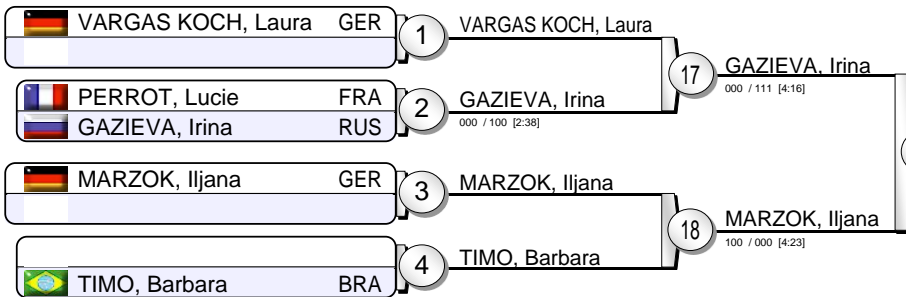 VARGAS KOCH, Laura GER
1
VARGAS KOCH, Laura
17
GAZIEVA, Irina
000 / 111 [4:16]
PERROT, Lucie FRA
GAZIEVA, Irina RUS
2
GAZIEVA, Irina
000 / 100 [2:38]
MARZOK, Iljana GER
3
MARZOK, Iljana
18
MARZOK, Iljana
100 / 000 [4:23]
TIMO, Barbara BRA
4
TIMO, Barbara